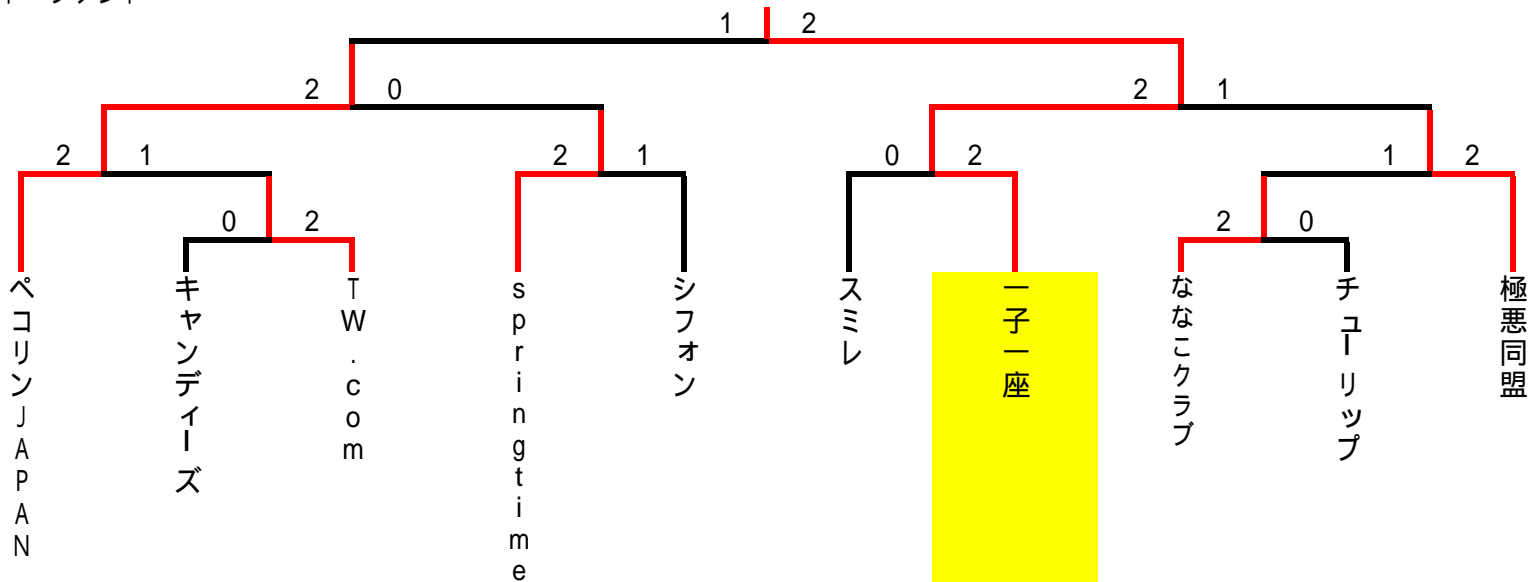 1 2
2 0 2 1
2 1 2 1 0 2 1 2
0 2 2 0
ペコリンJAPAN
キャンディーズ
TW.com
springtime
シフォン
スミレ
一子一座
ななこクラブ
チューリップ
極悪同盟